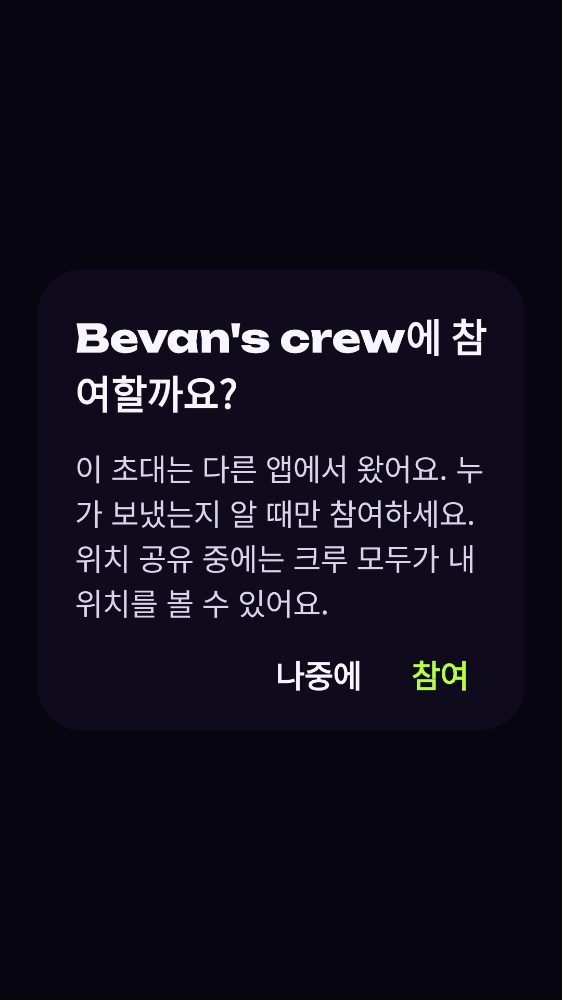 Bevan's crew에 참
여할까요?
이 초대는 다른 앱에서 왔어요. 누
가 보냈는지 알 때만 참여하세요.
위치 공유 중에는 크루 모두가 내
위치를 볼 수 있어요.
나중에 참여